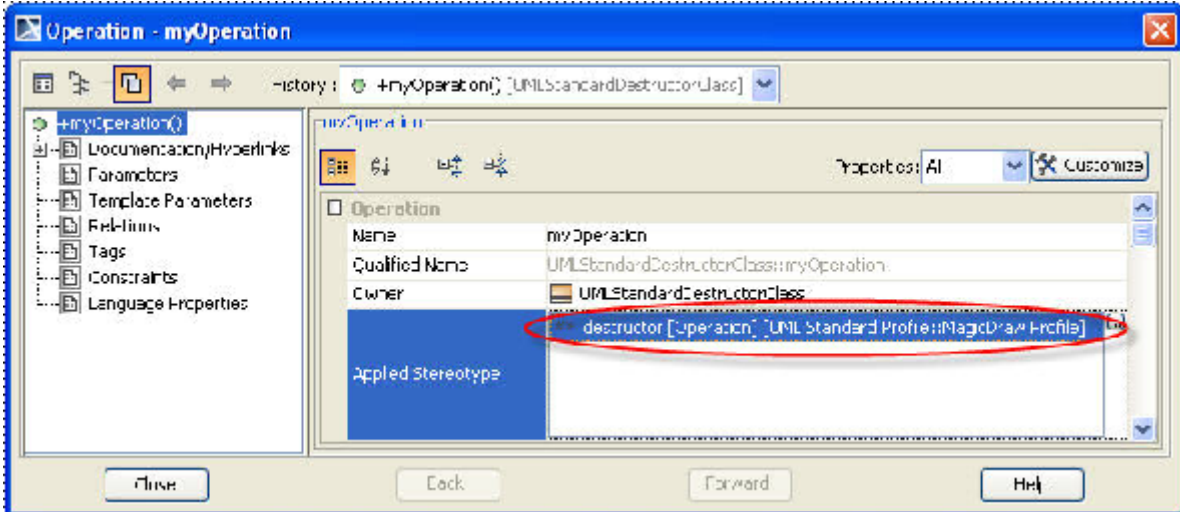 Operation - myOperation
History : +myOperation() [UMLStandardDestructorClass]
+myOperation()
Documentation/Hyperlinks
Parameters
Template Parameters
Relations
Tags
Constraints
Language Properties
myOperation
Properties: All Customize
Operation
Name myOperation
Qualified Name UMLStandardDestructorClass::myOperation
Owner UMLStandardDestructorClass
Applied Stereotype destructor [Operation] [UML Standard Profile::MagicDraw Profile]
Close Back Forward Help